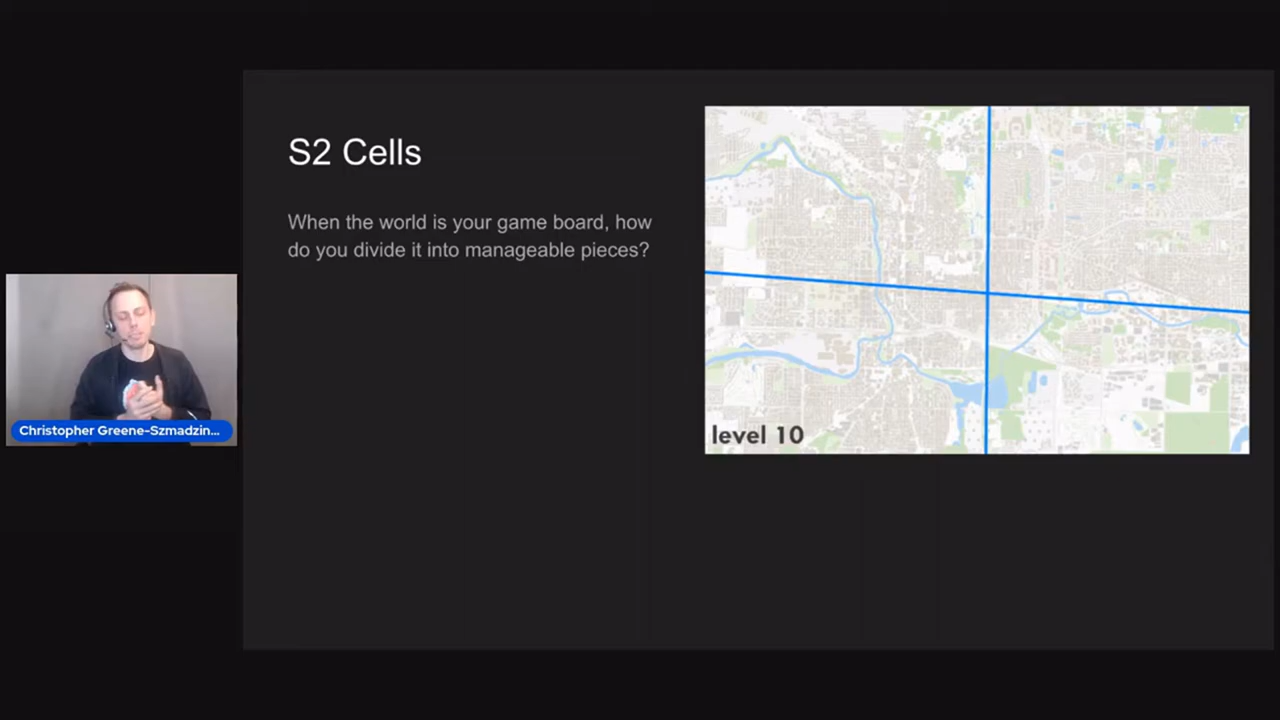 S2 Cells
When the world is your game board, how
do you divide it into manageable pieces?
level 10
Christopher Greene-Szmadzin...